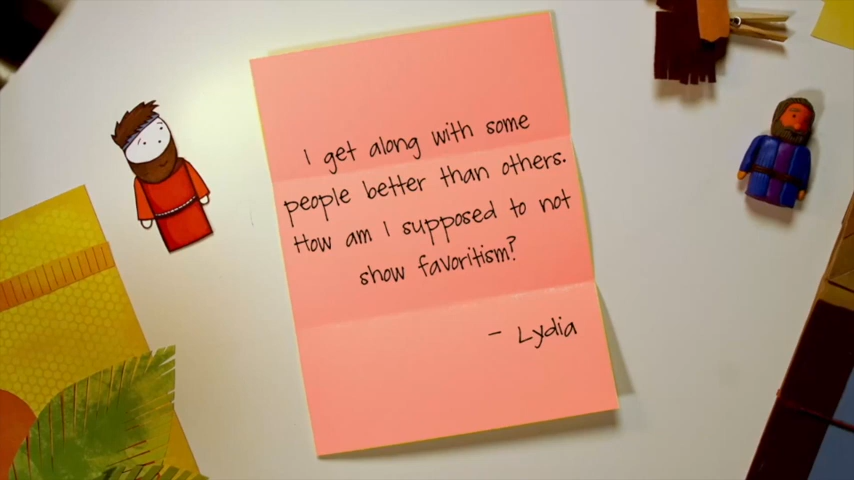 I get along with some
people better than others.
How am I supposed to not
show favoritism?
- Lydia